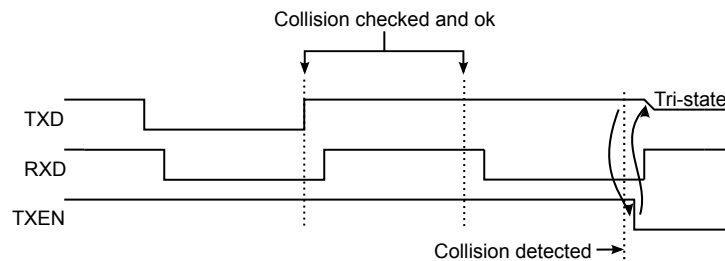 Collision checked and ok
Tri-state
TXD
RXD
TXEN
Collision detected